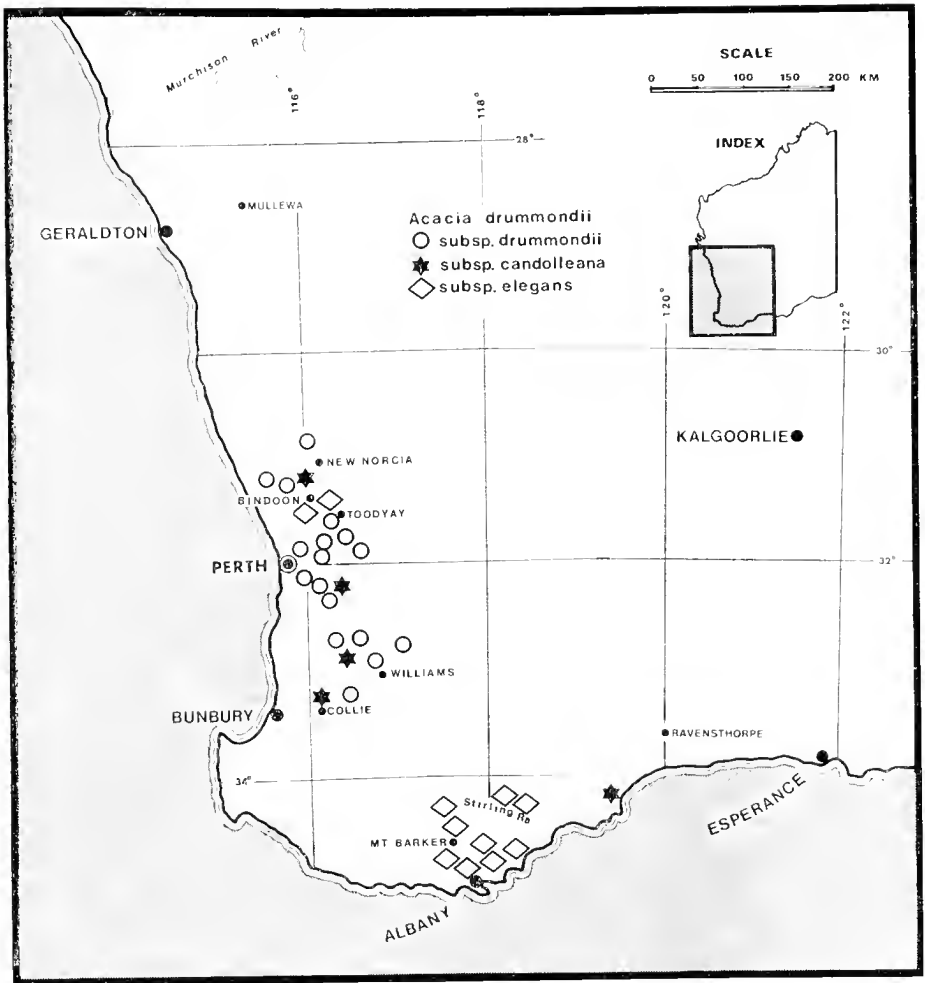 Murchison River
SCALE
0 50 100 150 200 KM
116°
118°
28°
INDEX
MULLEWA
GERALDTON
Acacia drummondii
subsp. drummondii
subsp. candolleana
subsp. elegans
120°
122°
30°
KALGOORLIE
NEW NORCIA
BINDOON
TOODYAY
PERTH
32°
WILLIAMS
BUNBURY
COLLIE
RAVENSTHORPE
34°
Stirling Ra
ESPERANCE
MT BARKER
ALBANY